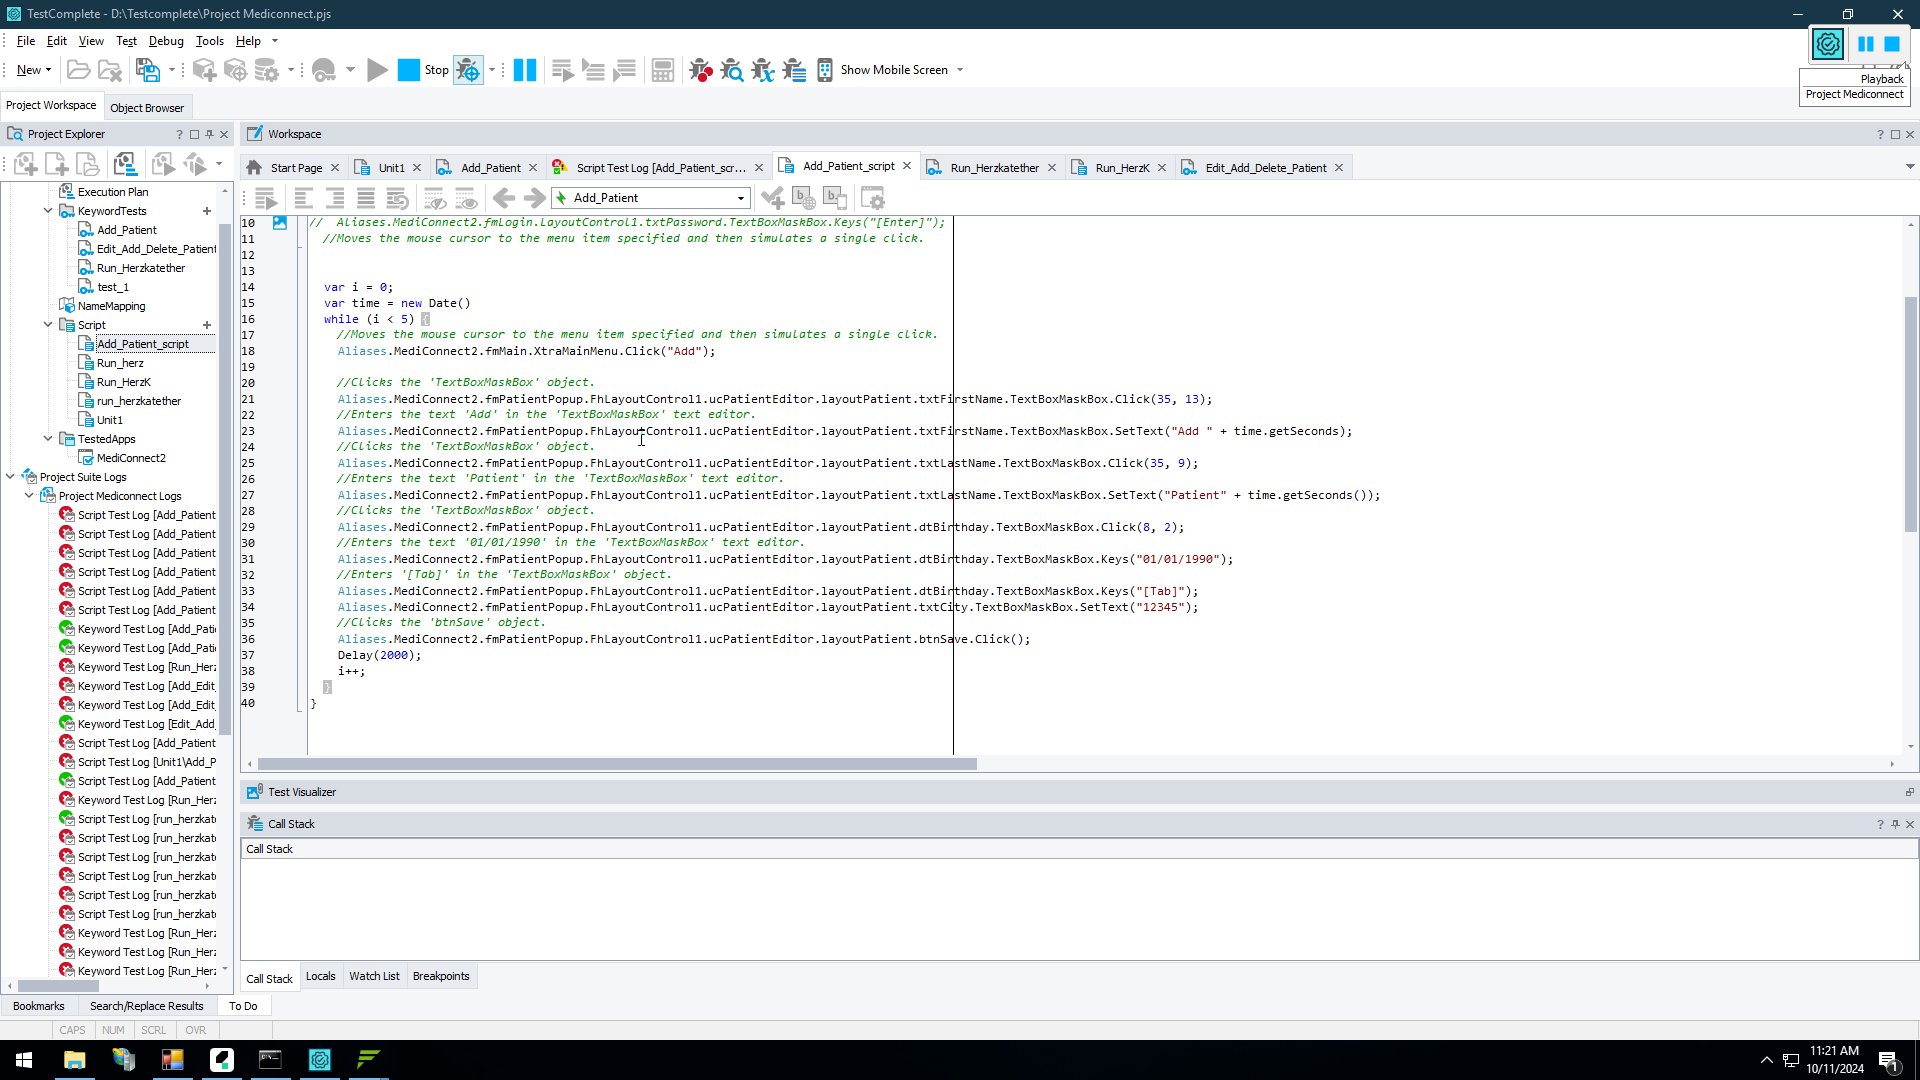 TestComplete - D:\Testcomplete\Project Mediconnect.pjs
File Edit View Test Debug Tools Help
New Stop Show Mobile Screen
Playback
Project Mediconnect
Project Workspace Object Browser
Project Explorer
Workspace
Start Page Unit1 Add_Patient Script Test Log [Add_Patient_scr... Add_Patient_script Run_Herzkatether Run_HerzK Edit_Add_Delete_Patient
Add_Patient
Execution Plan
KeywordTests
Add_Patient
Edit_Add_Delete_Patient
Run_Herzkatether
test_1
NameMapping
Script
Add_Patient_script
Run_herz
Run_HerzK
run_herzkatether
Unit1
TestedApps
MediConnect2
Project Suite Logs
Project Mediconnect Logs
Script Test Log [Add_Patient
Script Test Log [Add_Patient
Script Test Log [Add_Patient
Script Test Log [Add_Patient
Script Test Log [Add_Patient
Script Test Log [Add_Patient
Keyword Test Log [Add_Pati
Keyword Test Log [Add_Pati
Keyword Test Log [Run_Herz
Keyword Test Log [Add_Edit_
Keyword Test Log [Add_Edit_
Keyword Test Log [Edit_Add_
Script Test Log [Add_Patient
Script Test Log [Unit1\Add_P
Script Test Log [Add_Patient
Keyword Test Log [Run_Herz
Script Test Log [run_herzkat
Script Test Log [run_herzkat
Script Test Log [run_herzkat
Script Test Log [run_herzkat
Script Test Log [run_herzkat
Script Test Log [run_herzkat
Keyword Test Log [Run_Herz
Keyword Test Log [Run_Herz
Keyword Test Log [Run_Herz
10 // Aliases.MediConnect2.fmLogin.LayoutControl1.txtPassword.TextBoxMaskBox.Keys("[Enter]");
11 //Moves the mouse cursor to the menu item specified and then simulates a single click.
12
13
14 var i = 0;
15 var time = new Date()
16 while (i < 5) {
17 //Moves the mouse cursor to the menu item specified and then simulates a single click.
18 Aliases.MediConnect2.fmMain.XtraMainMenu.Click("Add");
19
20 //Clicks the 'TextBoxMaskBox' object.
21 Aliases.MediConnect2.fmPatientPopup.FhLayoutControl1.ucPatientEditor.layoutPatient.txtFirstName.TextBoxMaskBox.Click(35, 13);
22 //Enters the text 'Add' in the 'TextBoxMaskBox' text editor.
23 Aliases.MediConnect2.fmPatientPopup.FhLayoutControl1.ucPatientEditor.layoutPatient.txtFirstName.TextBoxMaskBox.SetText("Add " + time.getSeconds);
24 //Clicks the 'TextBoxMaskBox' object.
25 Aliases.MediConnect2.fmPatientPopup.FhLayoutControl1.ucPatientEditor.layoutPatient.txtLastName.TextBoxMaskBox.Click(35, 9);
26 //Enters the text 'Patient' in the 'TextBoxMaskBox' text editor.
27 Aliases.MediConnect2.fmPatientPopup.FhLayoutControl1.ucPatientEditor.layoutPatient.txtLastName.TextBoxMaskBox.SetText("Patient" + time.getSeconds());
28 //Clicks the 'TextBoxMaskBox' object.
29 Aliases.MediConnect2.fmPatientPopup.FhLayoutControl1.ucPatientEditor.layoutPatient.dtBirthday.TextBoxMaskBox.Click(8, 2);
30 //Enters the text '01/01/1990' in the 'TextBoxMaskBox' text editor.
31 Aliases.MediConnect2.fmPatientPopup.FhLayoutControl1.ucPatientEditor.layoutPatient.dtBirthday.TextBoxMaskBox.Keys("01/01/1990");
32 //Enters '[Tab]' in the 'TextBoxMaskBox' object.
33 Aliases.MediConnect2.fmPatientPopup.FhLayoutControl1.ucPatientEditor.layoutPatient.dtBirthday.TextBoxMaskBox.Keys("[Tab]");
34 Aliases.MediConnect2.fmPatientPopup.FhLayoutControl1.ucPatientEditor.layoutPatient.txtCity.TextBoxMaskBox.SetText("12345");
35 //Clicks the 'btnSave' object.
36 Aliases.MediConnect2.fmPatientPopup.FhLayoutControl1.ucPatientEditor.layoutPatient.btnSave.Click();
37 Delay(2000);
38 i++;
39 }
40 }
Test Visualizer
Call Stack
Call Stack
Call Stack Locals Watch List Breakpoints
Bookmarks Search/Replace Results To Do
CAPS NUM SCRL OVR
11:21 AM
10/11/2024
1